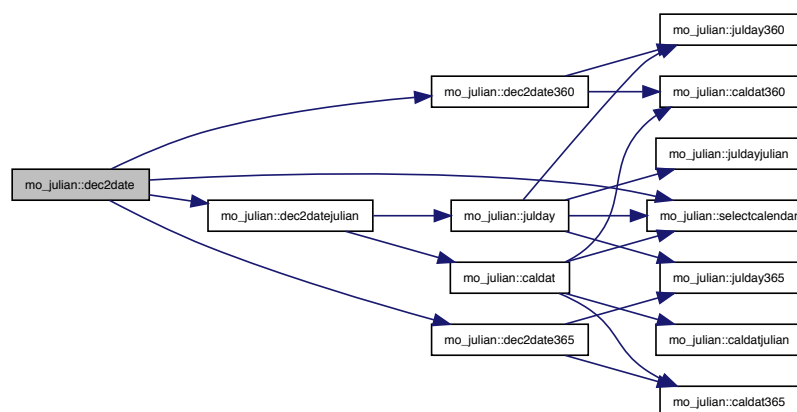 mo_julian::julday360
mo_julian::dec2date360
mo_julian::caldat360
mo_julian::juldayjulian
mo_julian::dec2date
mo_julian::dec2datejulian
mo_julian::julday
mo_julian::selectcalendar
mo_julian::caldat
mo_julian::julday365
mo_julian::dec2date365
mo_julian::caldatjulian
mo_julian::caldat365